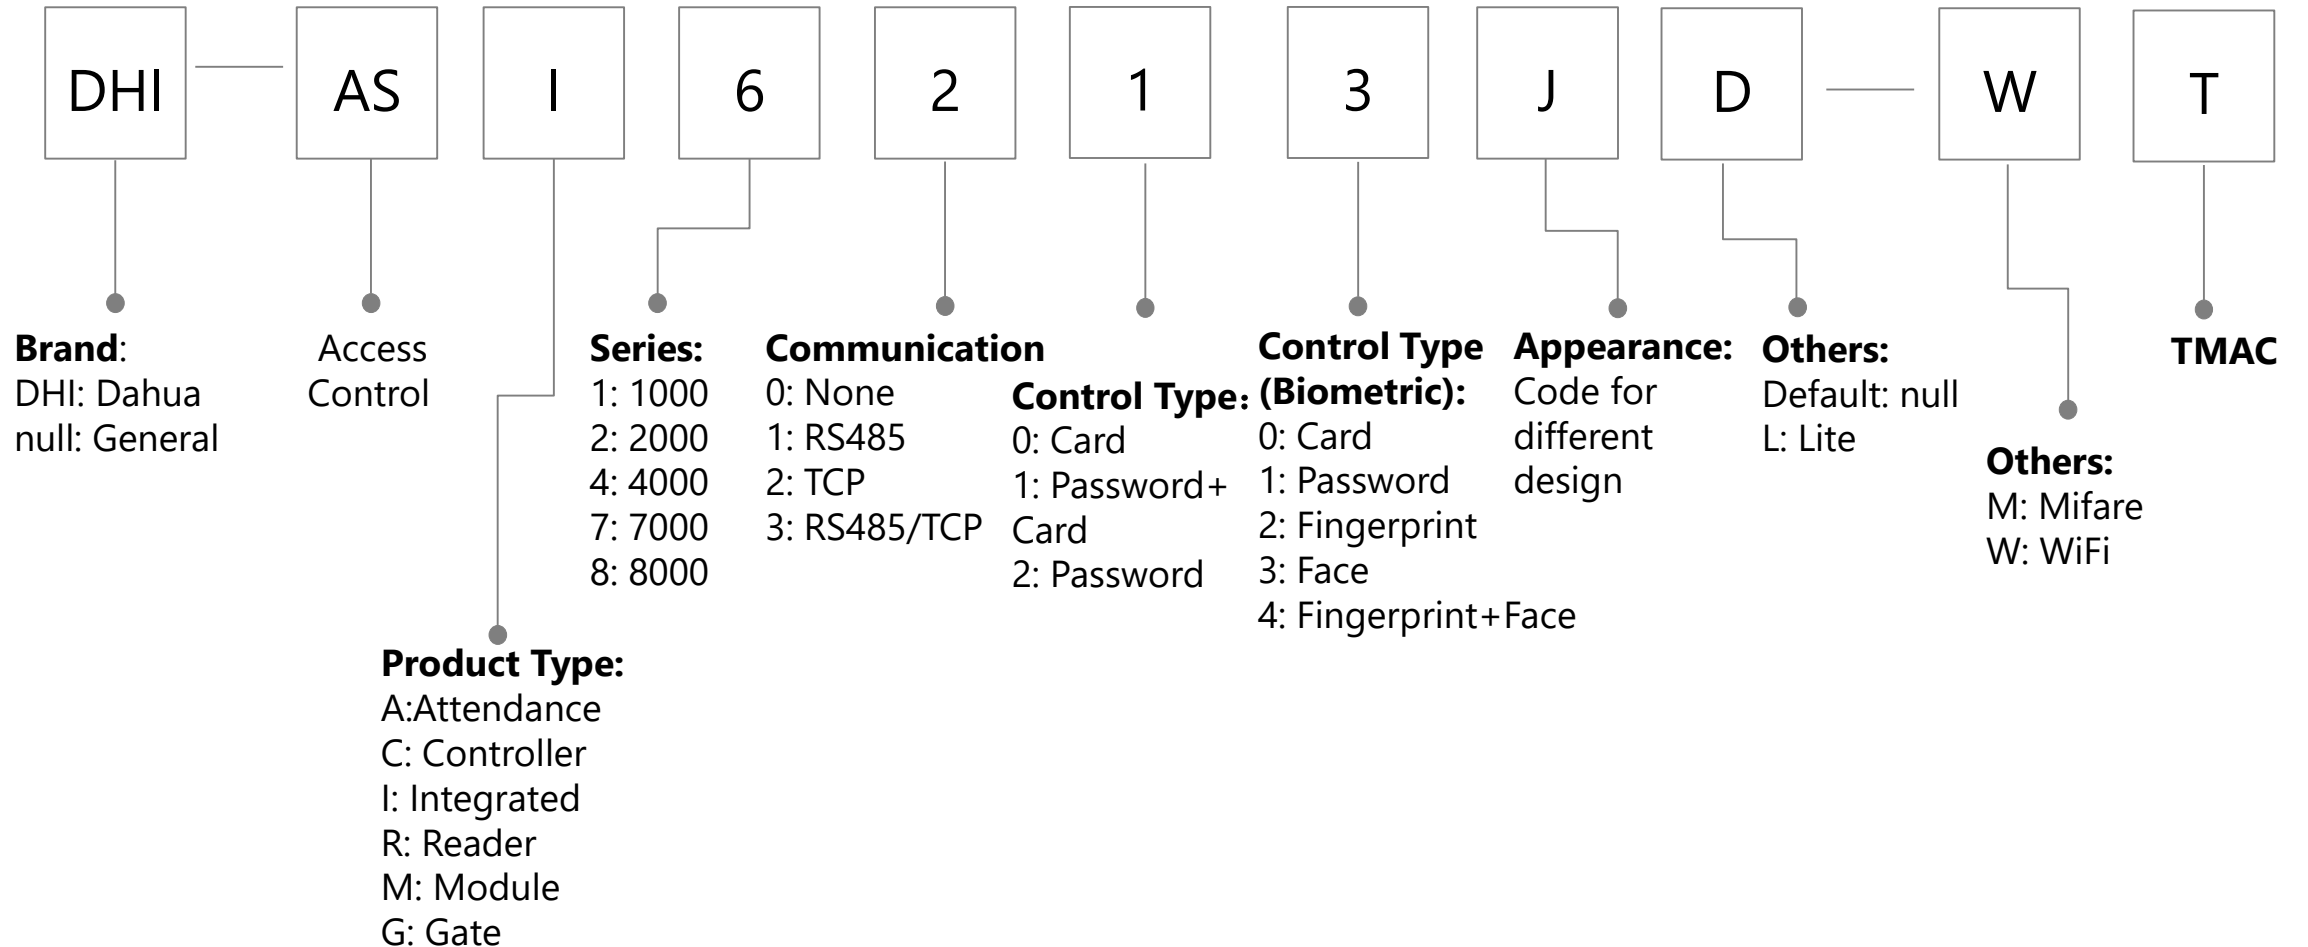 DHI
AS
I
6
2
1
3
J
D
W
T
Brand:
DHI: Dahua
null: General
Access
Control
Product Type:
A:Attendance
C: Controller
I: Integrated
R: Reader
M: Module
G: Gate
Series:
1: 1000
2: 2000
4: 4000
7: 7000
8: 8000
Communication
0: None
1: RS485
2: TCP
3: RS485/TCP
Control Type：
0: Card
1: Password+
Card
2: Password
Control Type
(Biometric):
0: Card
1: Password
2: Fingerprint
3: Face
4: Fingerprint+Face
Appearance:
Code for
different
design
Others:
Default: null
L: Lite
Others:
M: Mifare
W: WiFi
TMAC